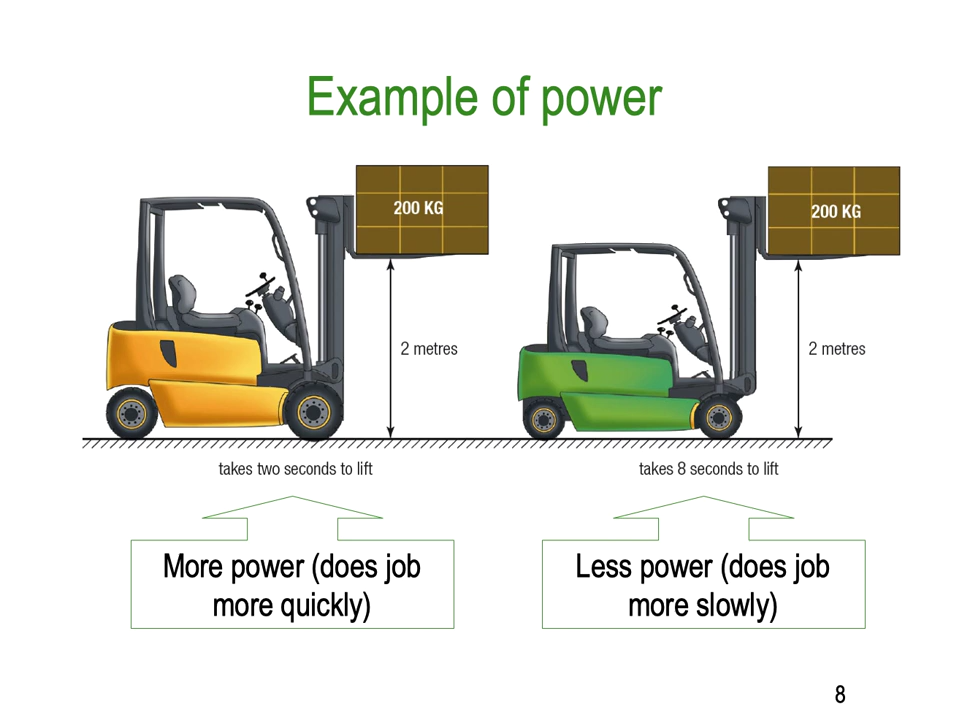 Example of power
200 KG
200 KG
2 metres
2 metres
takes two seconds to lift
takes 8 seconds to lift
More power (does job
more quickly)
Less power (does job
more slowly)
8